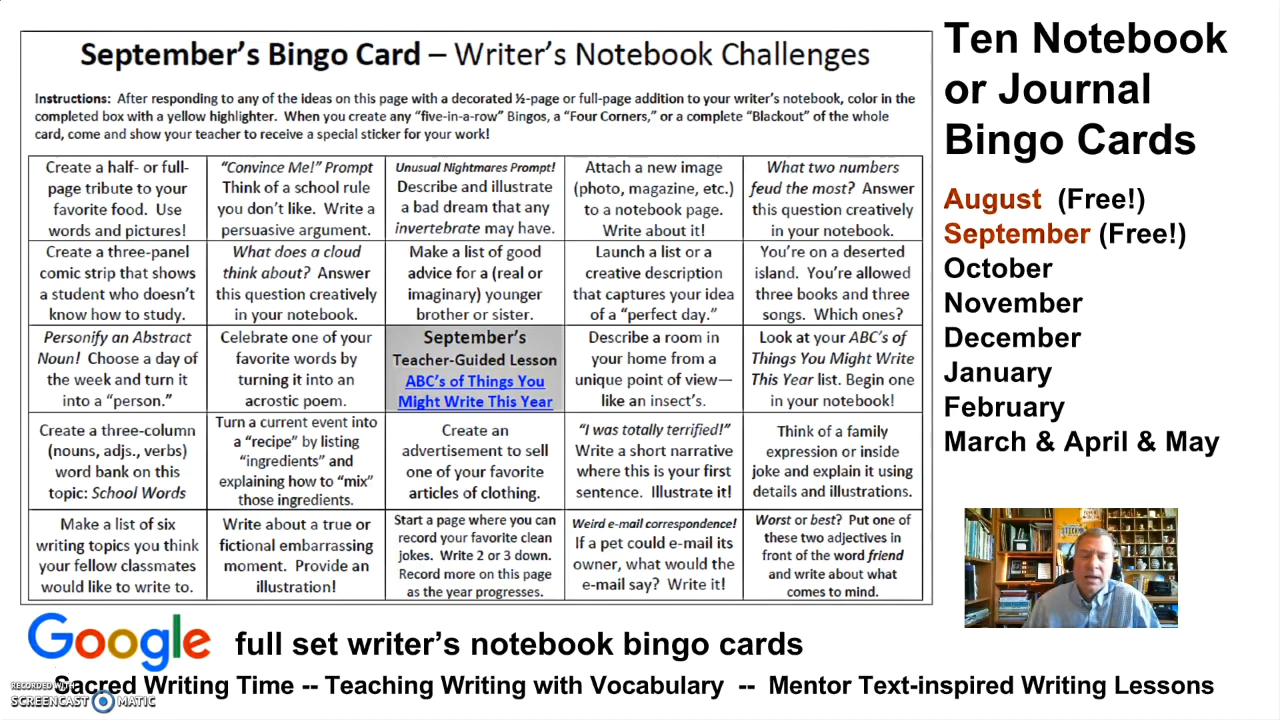 September's Bingo Card – Writer's Notebook Challenges
Instructions: After responding to any of the ideas on this page with a decorated ½-page or full-page addition to your writer's notebook, color in the
completed box with a yellow highlighter. When you create any "five-in-a-row" Bingos, a "Four Corners," or a complete "Blackout" of the whole
card, come and show your teacher to receive a special sticker for your work!
Create a half- or full-
page tribute to your
favorite food. Use
words and pictures!
"Convince Me!" Prompt
Think of a school rule
you don't like. Write a
persuasive argument.
Unusual Nightmares Prompt!
Describe and illustrate
a bad dream that any
invertebrate may have.
Attach a new image
(photo, magazine, etc.)
to a notebook page.
Write about it!
What two numbers
feud the most? Answer
this question creatively
in your notebook.
Create a three-panel
comic strip that shows
a student who doesn't
know how to study.
What does a cloud
think about? Answer
this question creatively
in your notebook.
Make a list of good
advice for a (real or
imaginary) younger
brother or sister.
Launch a list or a
creative description
that captures your idea
of a "perfect day."
You're on a deserted
island. You're allowed
three books and three
songs. Which ones?
Personify an Abstract
Noun! Choose a day of
the week and turn it
into a "person."
Celebrate one of your
favorite words by
turning it into an
acrostic poem.
September's
Teacher-Guided Lesson
ABC's of Things You
Might Write This Year
Describe a room in
your home from a
unique point of view—
like an insect's.
Look at your ABC's of
Things You Might Write
This Year list. Begin one
in your notebook!
Create a three-column
(nouns, adjs., verbs)
word bank on this
topic: School Words
Turn a current event into
a "recipe" by listing
"ingredients" and
explaining how to "mix"
those ingredients.
Create an
advertisement to sell
one of your favorite
articles of clothing.
"I was totally terrified!"
Write a short narrative
where this is your first
sentence. Illustrate it!
Think of a family
expression or inside
joke and explain it using
details and illustrations.
Make a list of six
writing topics you think
your fellow classmates
would like to write to.
Write about a true or
fictional embarrassing
moment. Provide an
illustration!
Start a page where you can
record your favorite clean
jokes. Write 2 or 3 down.
Record more on this page
as the year progresses.
Weird e-mail correspondence!
If a pet could e-mail its
owner, what would the
e-mail say? Write it!
Worst or best? Put one of
these two adjectives in
front of the word friend
and write about what
comes to mind.
Ten Notebook
or Journal
Bingo Cards
August (Free!)
September (Free!)
October
November
December
January
February
March & April & May
Google full set writer's notebook bingo cards
Sacred Writing Time -- Teaching Writing with Vocabulary -- Mentor Text-inspired Writing Lessons
RECORDED WITH
SCREENCAST MATIC